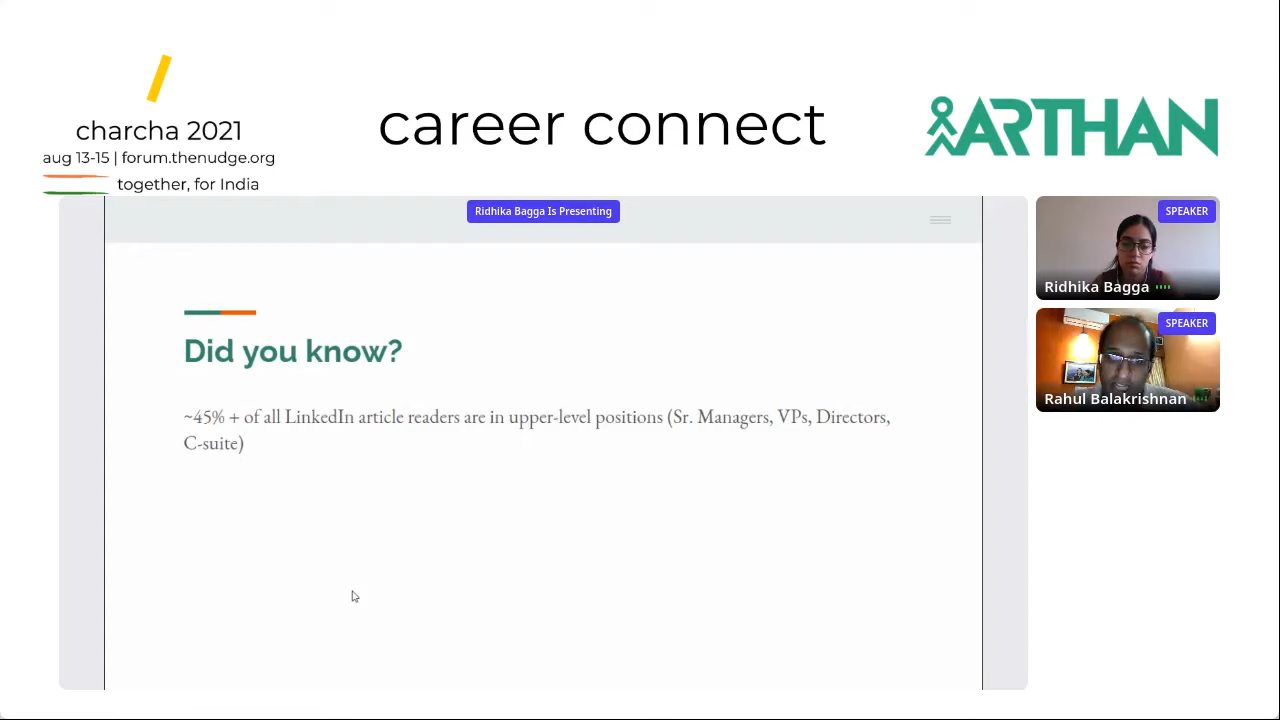 charcha 2021
aug 13-15 | forum.thenudge.org
together, for India
career connect
ARTHAN
Ridhika Bagga Is Presenting
Did you know?
~45% + of all LinkedIn article readers are in upper-level positions (Sr. Managers, VPs, Directors,
C-suite)
SPEAKER
Ridhika Bagga
SPEAKER
Rahul Balakrishnan